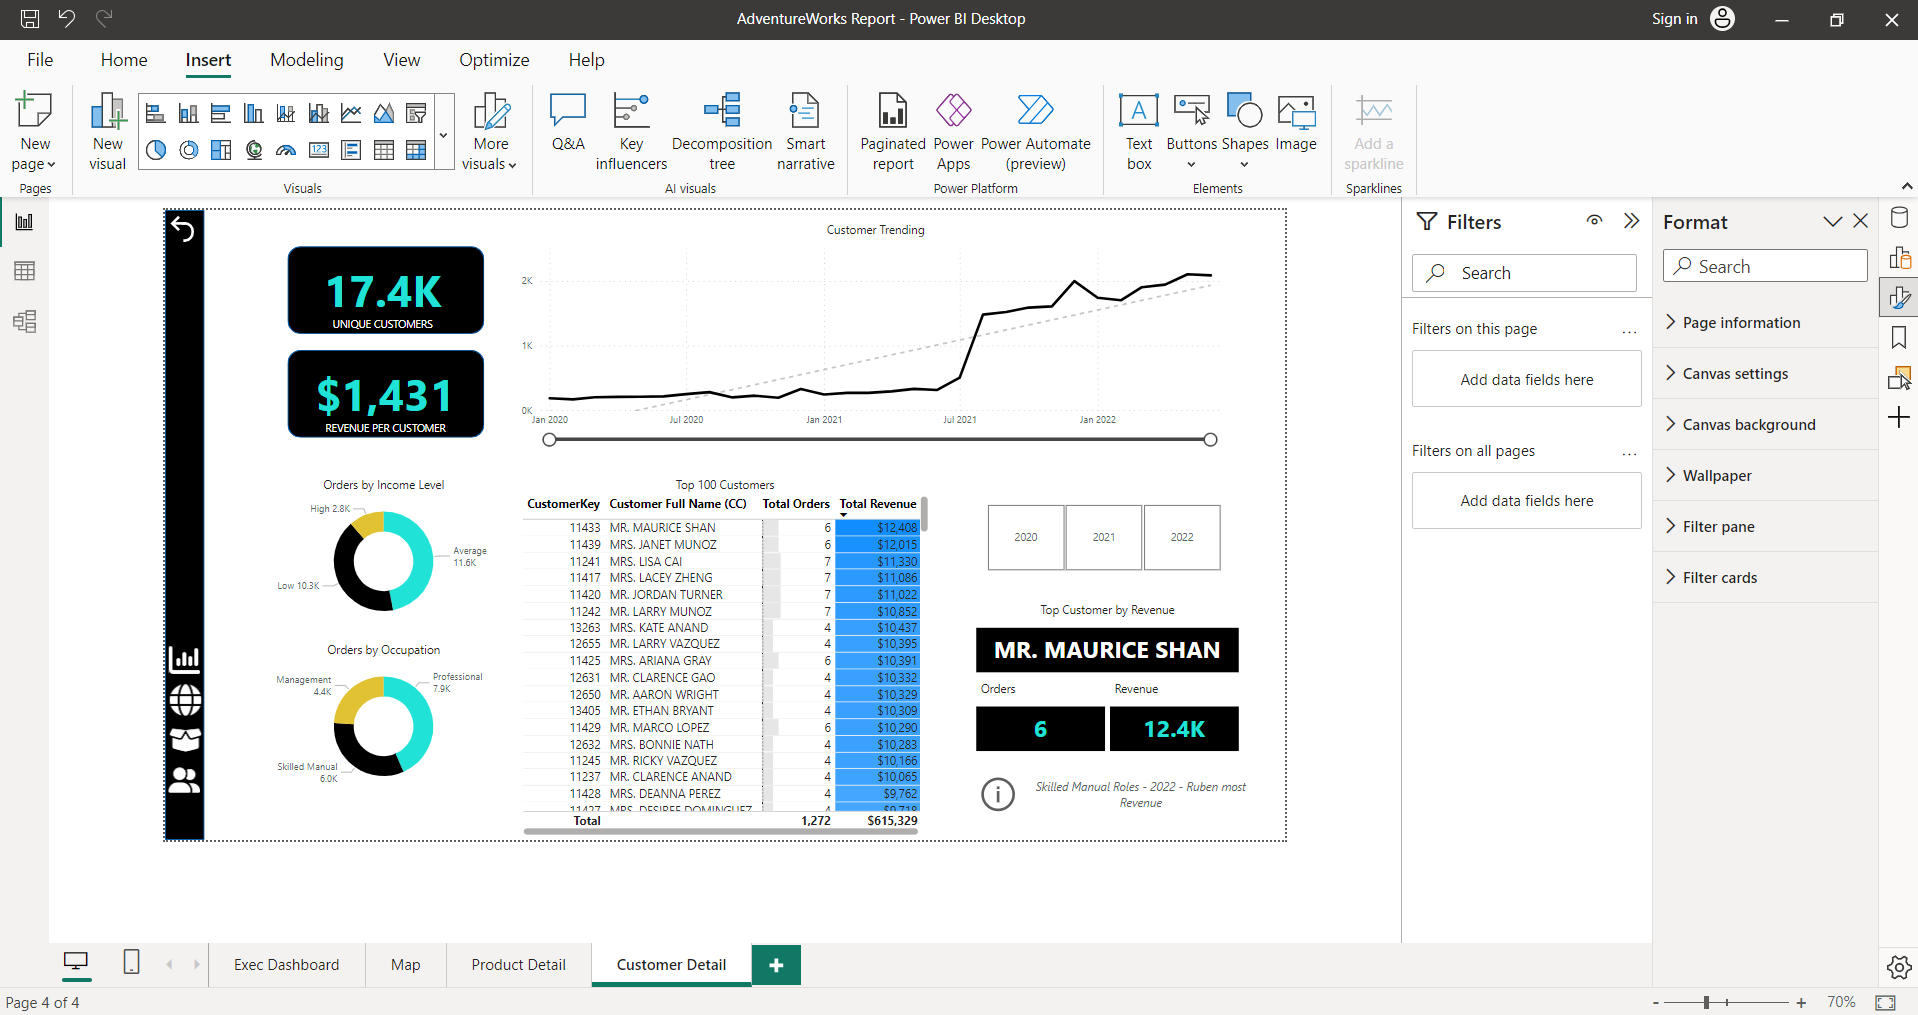 AdventureWorks Report - Power BI Desktop
Sign in
File Home Insert Modeling View Optimize Help
New page
Pages
New visual
123
More visuals
Visuals
Q&A
Key influencers
Decomposition tree
Smart narrative
AI visuals
Paginated report
Power Apps
Power Automate (preview)
Power Platform
A
Text box
Buttons
Shapes
Image
Elements
Add a sparkline
Sparklines
17.4K
UNIQUE CUSTOMERS
$1,431
REVENUE PER CUSTOMER
Customer Trending
2K
1K
0K
Jan 2020 Jul 2020 Jan 2021 Jul 2021 Jan 2022
Orders by Income Level
High 2.8K
Average
11.6K
Low 10.3K
Orders by Occupation
Management
4.4K
Professional
7.9K
Skilled Manual
6.0K
Top 100 Customers
CustomerKey Customer Full Name (CC) Total Orders Total Revenue
11433 MR. MAURICE SHAN 6 $12,408
11439 MRS. JANET MUNOZ 6 $12,015
11241 MRS. LISA CAI 7 $11,330
11417 MRS. LACEY ZHENG 7 $11,086
11420 MR. JORDAN TURNER 7 $11,022
11242 MR. LARRY MUNOZ 7 $10,852
13263 MRS. KATE ANAND 4 $10,437
12655 MR. LARRY VAZQUEZ 4 $10,395
11425 MRS. ARIANA GRAY 6 $10,391
12631 MR. CLARENCE GAO 4 $10,332
12650 MR. AARON WRIGHT 4 $10,329
13405 MR. ETHAN BRYANT 4 $10,309
11429 MR. MARCO LOPEZ 6 $10,290
12632 MRS. BONNIE NATH 4 $10,283
11245 MR. RICKY VAZQUEZ 4 $10,166
11237 MR. CLARENCE ANAND 4 $10,065
11428 MRS. DEANNA PEREZ 4 $9,762
11427 MRS. DESIREE DOMINGUEZ 4 $9,718
Total 1,272 $615,329
2020 2021 2022
Top Customer by Revenue
MR. MAURICE SHAN
Orders Revenue
6 12.4K
i
Skilled Manual Roles - 2022 - Ruben most
Revenue
Filters
Search
Filters on this page ...
Add data fields here
Filters on all pages ...
Add data fields here
Format
Search
Page information
Canvas settings
Canvas background
Wallpaper
Filter pane
Filter cards
Exec Dashboard Map Product Detail Customer Detail +
Page 4 of 4
- + 70%